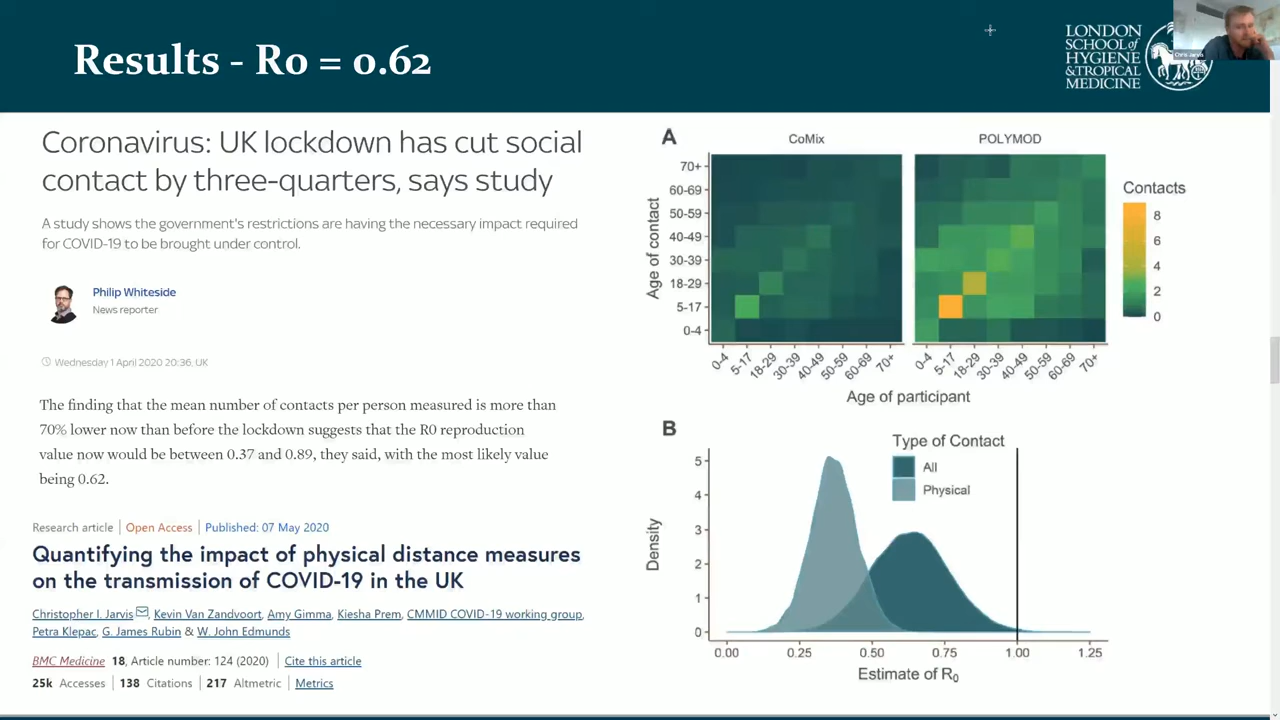 Results - R0 = 0.62
LONDON
SCHOOL of
HYGIENE
& TROPICAL
MEDICINE
Chris Jarvis
Coronavirus: UK lockdown has cut social
contact by three-quarters, says study
A study shows the government's restrictions are having the necessary impact required
for COVID-19 to be brought under control.
Philip Whiteside
News reporter
Wednesday 1 April 2020 20:36, UK
The finding that the mean number of contacts per person measured is more than
70% lower now than before the lockdown suggests that the R0 reproduction
value now would be between 0.37 and 0.89, they said, with the most likely value
being 0.62.
Research article | Open Access | Published: 07 May 2020
Quantifying the impact of physical distance measures
on the transmission of COVID-19 in the UK
Christopher I. Jarvis, Kevin Van Zandvoort, Amy Gimma, Kiesha Prem, CMMID COVID-19 working group,
Petra Klepac, G. James Rubin & W. John Edmunds
BMC Medicine 18, Article number: 124 (2020) | Cite this article
25k Accesses | 138 Citations | 217 Altmetric | Metrics
A
CoMix
POLYMOD
Age of contact
70+
60-69
50-59
40-49
30-39
18-29
5-17
0-4
0-4 5-17 18-29 30-39 40-49 50-59 60-69 70+
0-4 5-17 18-29 30-39 40-49 50-59 60-69 70+
Age of participant
Contacts
8
6
4
2
0
B
Type of Contact
All
Physical
Density
5
4
3
2
1
0
0.00 0.25 0.50 0.75 1.00 1.25
Estimate of R0